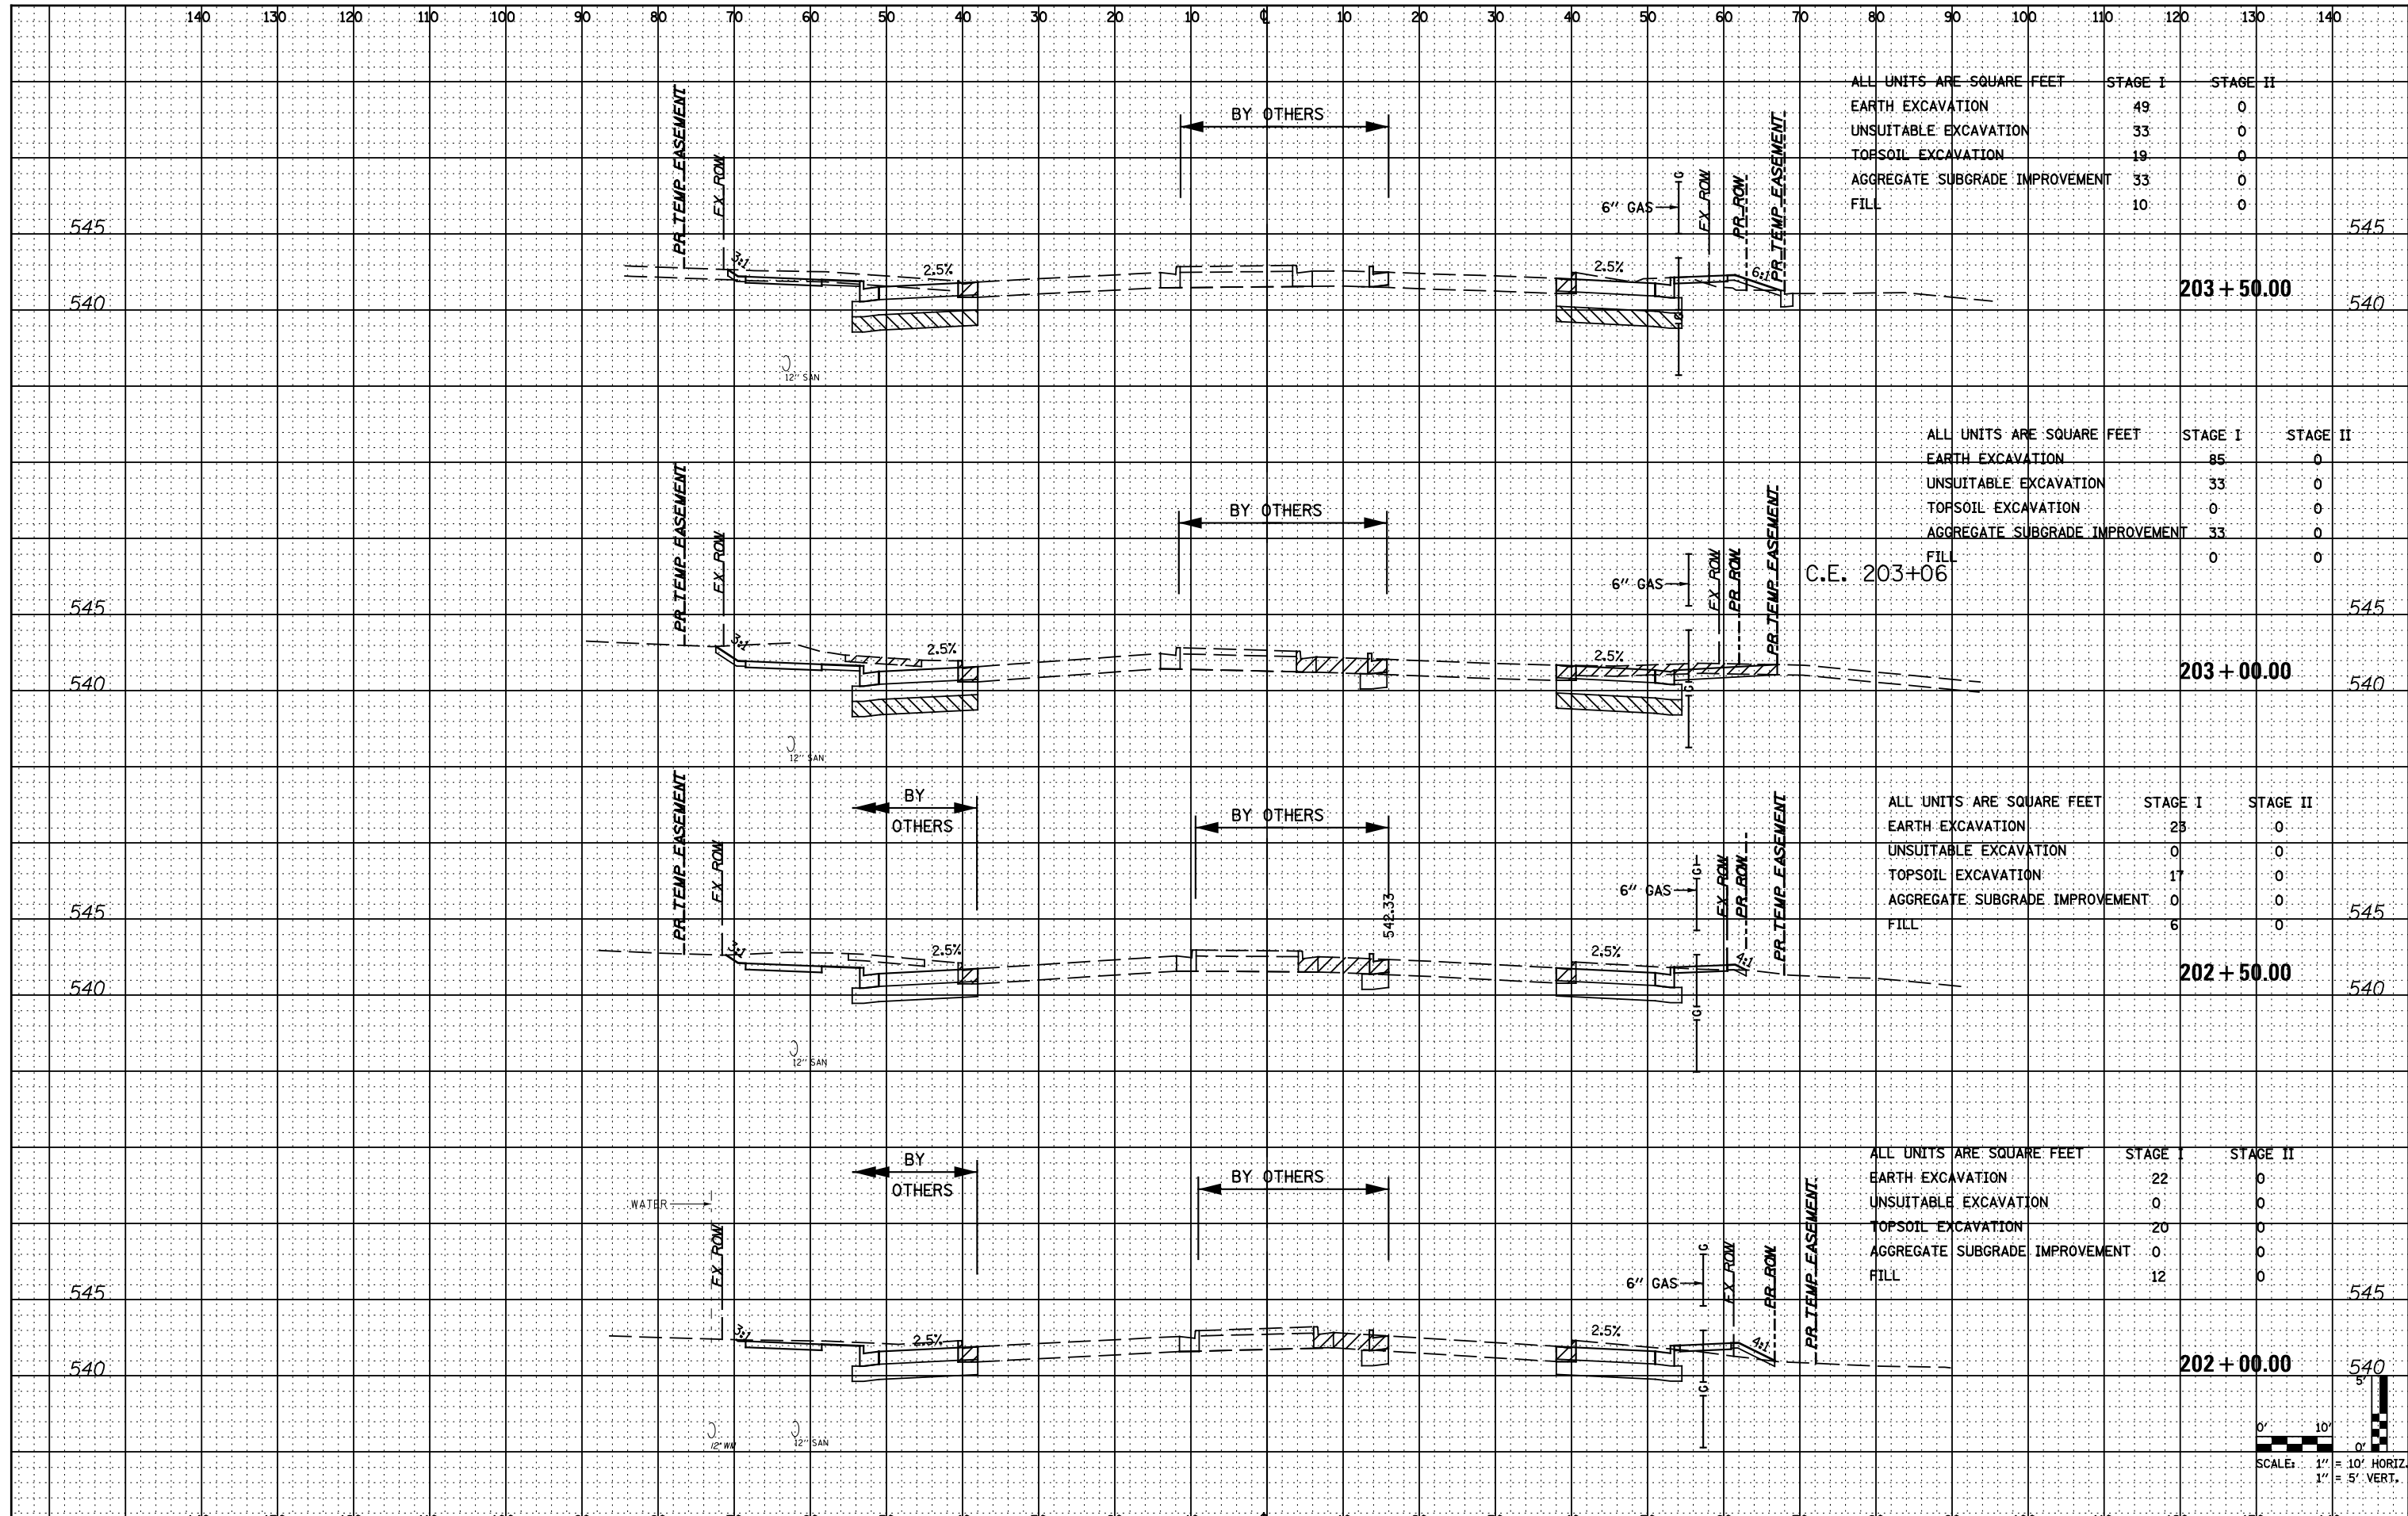 140 130 120 110 100 90 80 70 60 50 40 30 20 10 ℄ 10 20 30 40 50 60 70 80 90 100 110 120 130 140
ALL UNITS ARE SQUARE FEET STAGE I STAGE II
EARTH EXCAVATION 49 0
UNSUITABLE EXCAVATION 33 0
TOPSOIL EXCAVATION 19 0
AGGREGATE SUBGRADE IMPROVEMENT 33 0
FILL 10 0
PR TEMP EASEMENT
EX ROW
BY OTHERS
6" GAS
G
EX ROW
PR ROW
PR TEMP EASEMENT
545 545
3:1 2.5% 2.5% 6:1
540 203+50.00 540
G
12" SAN
ALL UNITS ARE SQUARE FEET STAGE I STAGE II
EARTH EXCAVATION 85 0
UNSUITABLE EXCAVATION 33 0
TOPSOIL EXCAVATION 0 0
AGGREGATE SUBGRADE IMPROVEMENT 33 0
FILL 0 0
PR TEMP EASEMENT
EX ROW
BY OTHERS
6" GAS
EX ROW
PR ROW
PR TEMP EASEMENT
C.E. 203+06
545 545
3:1 2.5% 2.5%
540 203+00.00 540
G
12" SAN
ALL UNITS ARE SQUARE FEET STAGE I STAGE II
EARTH EXCAVATION 23 0
UNSUITABLE EXCAVATION 0 0
TOPSOIL EXCAVATION 17 0
AGGREGATE SUBGRADE IMPROVEMENT 0 0
FILL 6 0
PR TEMP EASEMENT
EX ROW
BY
OTHERS
BY OTHERS
542.33
6" GAS
G
EX ROW
PR ROW
PR TEMP EASEMENT
545 545
3:1 2.5% 2.5% 4:1
540 202+50.00 540
G
12" SAN
ALL UNITS ARE SQUARE FEET STAGE I STAGE II
EARTH EXCAVATION 22 0
UNSUITABLE EXCAVATION 0 0
TOPSOIL EXCAVATION 20 0
AGGREGATE SUBGRADE IMPROVEMENT 0 0
FILL 12 0
WATER
EX ROW
BY
OTHERS
BY OTHERS
6" GAS
G
EX ROW
PR ROW
PR TEMP EASEMENT
545 545
3:1 2.5% 2.5% 4:1
540 202+00.00 540
G
12" WM
12" SAN
5'
0' 10'
0'
SCALE: 1" = 10' HORIZ.
1" = 5' VERT.